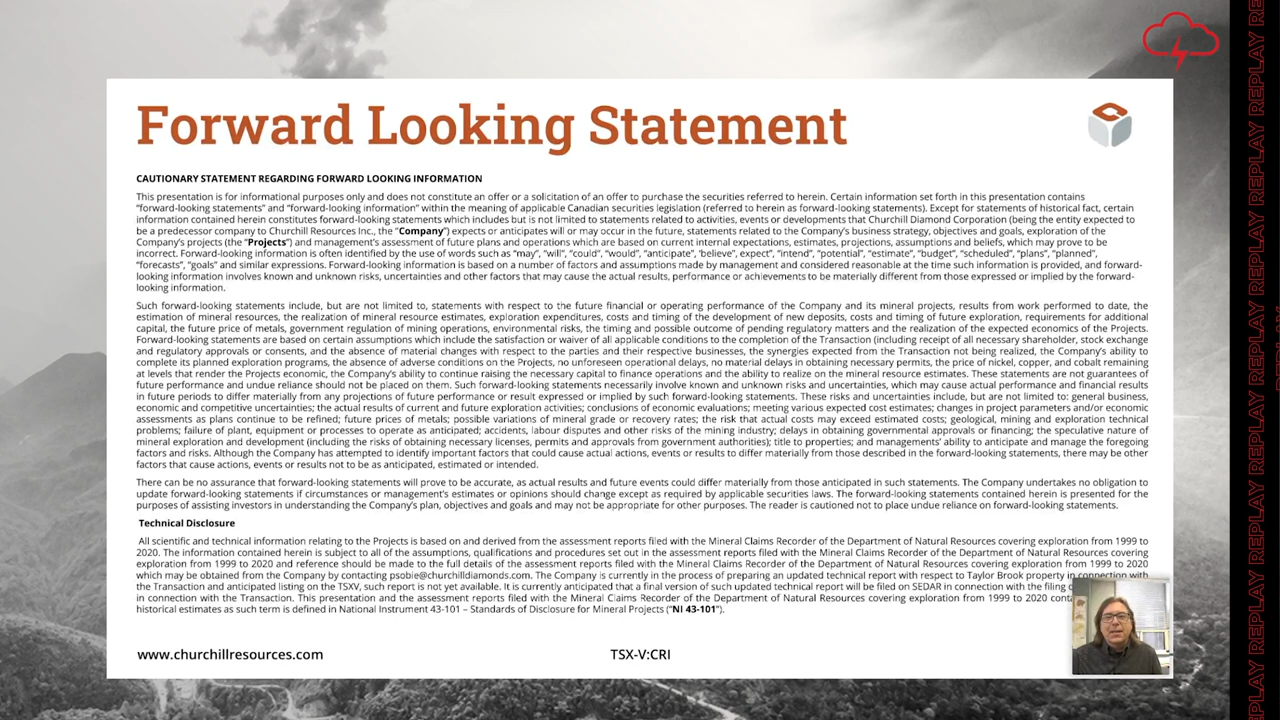 Forward Looking Statement
CAUTIONARY STATEMENT REGARDING FORWARD LOOKING INFORMATION
This presentation is for informational purposes only and does not constitute an offer or a solicitation of an offer to purchase the securities referred to herein. Certain information set forth in this presentation contains
“forward-looking statements” and “forward-looking information” within the meaning of applicable Canadian securities legislation (referred to herein as forward-looking statements). Except for statements of historical fact, certain
information contained herein constitutes forward-looking statements which includes but is not limited to statements related to activities, events or developments that Churchill Diamond Corporation (being the entity expected to
be a predecessor company to Churchill Resources Inc., the “Company”) expects or anticipates will or may occur in the future, statements related to the Company’s business strategy, objectives and goals, exploration of the
Company’s projects (the “Projects”) and management’s assessment of future plans and operations which are based on current internal expectations, estimates, projections, assumptions and beliefs, which may prove to be
incorrect. Forward-looking information is often identified by the use of words such as “may”, “will”, “could”, “would”, “anticipate”, ‘believe”, expect”, “intend”, “potential”, “estimate”, “budget”, “scheduled”, “plans”, “planned”,
“forecasts”, “goals” and similar expressions. Forward-looking information is based on a number of factors and assumptions made by management and considered reasonable at the time such information is provided, and forward-
looking information involves known and unknown risks, uncertainties and other factors that may cause the actual results, performance or achievements to be materially different from those expressed or implied by the forward-
looking information.
Such forward-looking statements include, but are not limited to, statements with respect to the future financial or operating performance of the Company and its mineral projects, results from work performed to date, the
estimation of mineral resources, the realization of mineral resource estimates, exploration expenditures, costs and timing of the development of new deposits, costs and timing of future exploration, requirements for additional
capital, the future price of metals, government regulation of mining operations, environmental risks, the timing and possible outcome of pending regulatory matters and the realization of the expected economics of the Projects.
Forward-looking statements are based on certain assumptions which include the satisfaction or waiver of all applicable conditions to the completion of the Transaction (including receipt of all necessary shareholder, stock exchange
and regulatory approvals or consents, and the absence of material changes with respect to the parties and their respective businesses, the synergies expected from the Transaction not being realized, the Company’s ability to
complete its planned exploration programs, the absence of adverse conditions on the Projects, no unforeseen operational delays, no material delays in obtaining necessary permits, the price of nickel, copper, and cobalt remaining
at levels that render the Projects economic, the Company’s ability to continue raising the necessary capital to finance operations and the ability to realize on the mineral resource estimates. These statements are not guarantees of
future performance and undue reliance should not be placed on them. Such forward-looking statements necessarily involve known and unknown risks and uncertainties, which may cause actual performance and financial results
in future periods to differ materially from any projections of future performance or result expressed or implied by such forward-looking statements. These risks and uncertainties include, but are not limited to: general business,
economic and competitive uncertainties; the actual results of current and future exploration activities; conclusions of economic evaluations; meeting various expected cost estimates; changes in project parameters and/or economic
assessments as plans continue to be refined; future prices of metals; possible variations of mineral grade or recovery rates; the risk that actual costs may exceed estimated costs; geological, mining and exploration technical
problems; failure of plant, equipment or processes to operate as anticipated; accidents, labour disputes and other risks of the mining industry; delays in obtaining governmental approvals or financing; the speculative nature of
mineral exploration and development (including the risks of obtaining necessary licenses, permits and approvals from government authorities); title to properties; and managements’ ability to anticipate and manage the foregoing
factors and risks. Although the Company has attempted to identify important factors that could cause actual actions, events or results to differ materially from those described in the forward-looking statements, there may be other
factors that cause actions, events or results not to be as anticipated, estimated or intended.
There can be no assurance that forward-looking statements will prove to be accurate, as actual results and future events could differ materially from those anticipated in such statements. The Company undertakes no obligation to
update forward-looking statements if circumstances or management’s estimates or opinions should change except as required by applicable securities laws. The forward-looking statements contained herein is presented for the
purposes of assisting investors in understanding the Company’s plan, objectives and goals and may not be appropriate for other purposes. The reader is cautioned not to place undue reliance on forward-looking statements.
Technical Disclosure
All scientific and technical information relating to the Projects is based on and derived from the assessment reports filed with the Mineral Claims Recorder of the Department of Natural Resources covering exploration from 1999 to
2020. The information contained herein is subject to all of the assumptions, qualifications and procedures set out in the assessment reports filed with the Mineral Claims Recorder of the Department of Natural Resources covering
exploration from 1999 to 2020 and reference should be made to the full details of the assessment reports filed with the Mineral Claims Recorder of the Department of Natural Resources covering exploration from 1999 to 2020
which may be obtained from the Company by contacting psobie@churchilldiamonds.com. The Company is currently in the process of preparing an updated technical report with respect to Taylor Brook property in connection with
the Transaction and anticipated listing on the TSXV, such report is not yet available. It is currently anticipated that a final version of such updated technical report will be filed on SEDAR in connection with the filing
in connection with the Transaction. This presentation and the assessment reports filed with the Mineral Claims Recorder of the Department of Natural Resources covering exploration from 1999 to 2020
historical estimates as such term is defined in National Instrument 43-101 – Standards of Disclosure for Mineral Projects (“NI 43-101”).
www.churchillresources.com
TSX-V:CRI
REPLAY REPLAY REPLAY REPLAY REPLAY REPLAY REPLAY